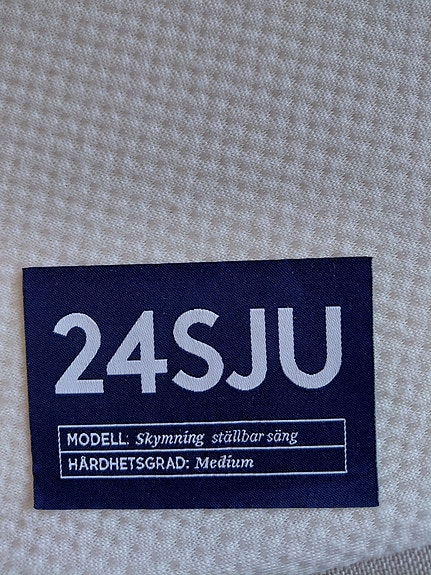 24SJU
MODELL: Skymning ställbar säng
HÅRDHETSGRAD: Medium